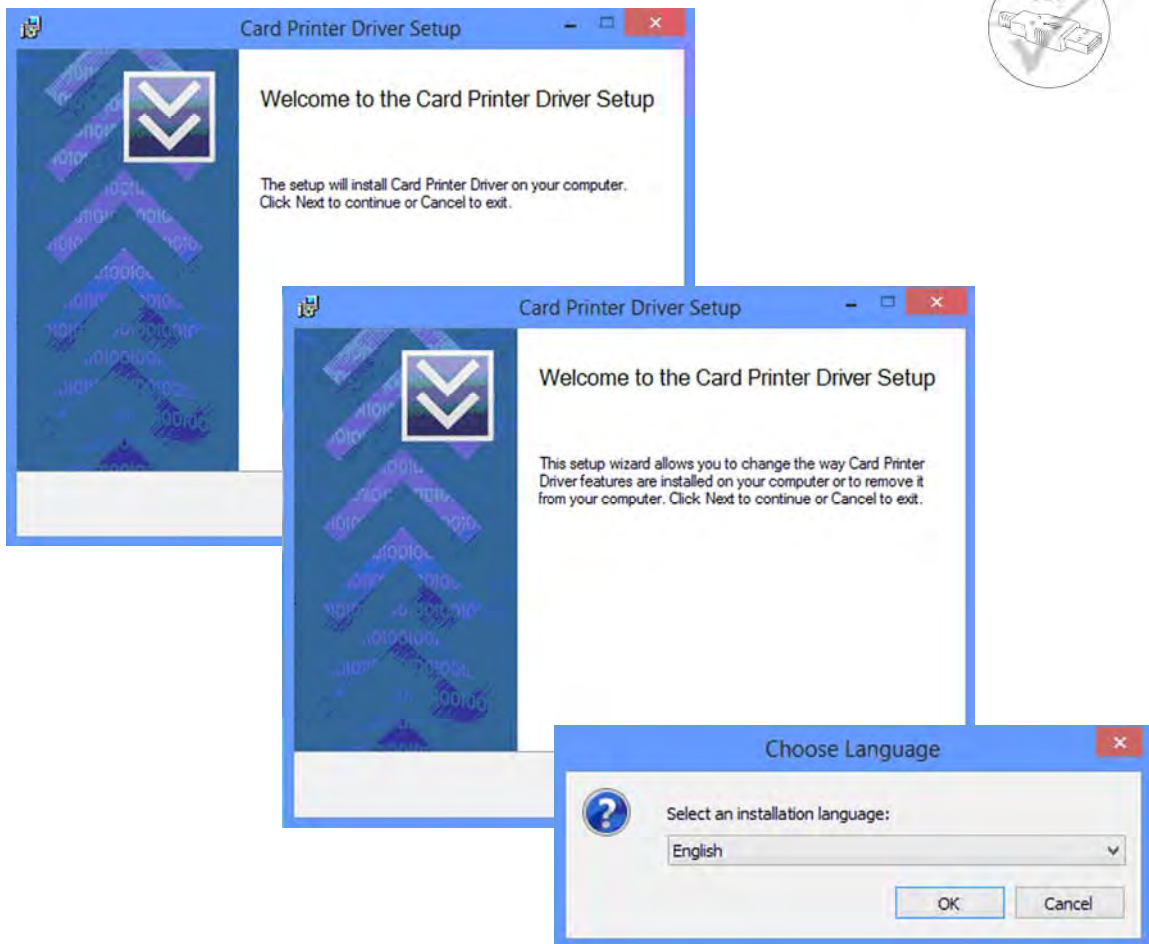 Card Printer Driver Setup
Welcome to the Card Printer Driver Setup
The setup will install Card Printer Driver on your computer.
Click Next to continue or Cancel to exit.
Card Printer Driver Setup
Welcome to the Card Printer Driver Setup
This setup wizard allows you to change the way Card Printer
Driver features are installed on your computer or to remove it
from your computer. Click Next to continue or Cancel to exit.
Choose Language
Select an installation language:
English
OK
Cancel